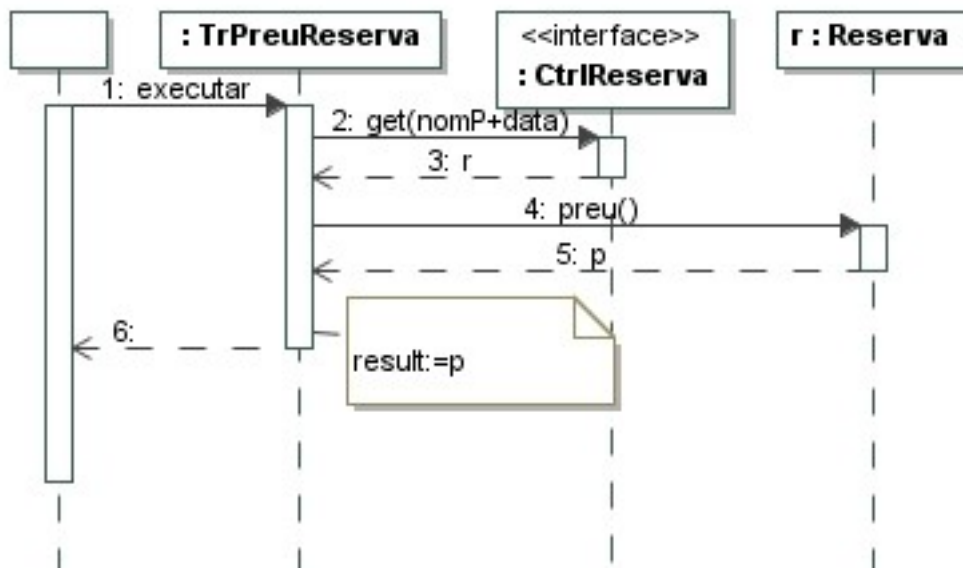 : TrPreuReserva
<<interface>>
: CtrlReserva
r : Reserva
1: executar
2: get(nomP+data)
3: r
4: preu()
5: p
6:
result:=p